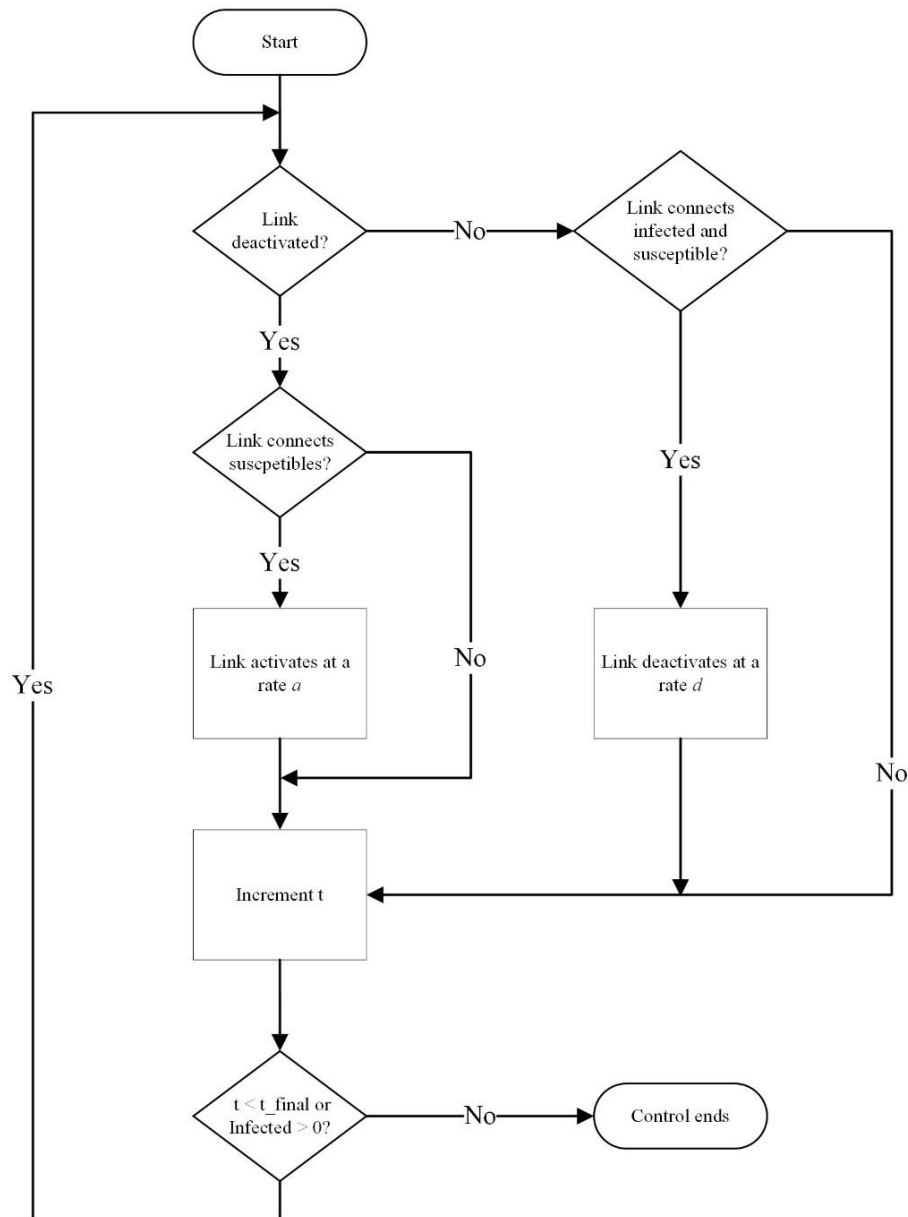 Start
Link
deactivated?
No
Link connects
infected and
susceptible?
Yes
Link connects
suscpetibles?
Yes
Yes
Link activates at a
rate a
No
Link deactivates at a
rate d
Yes
No
Increment t
t < t_final or
Infected > 0?
No
Control ends